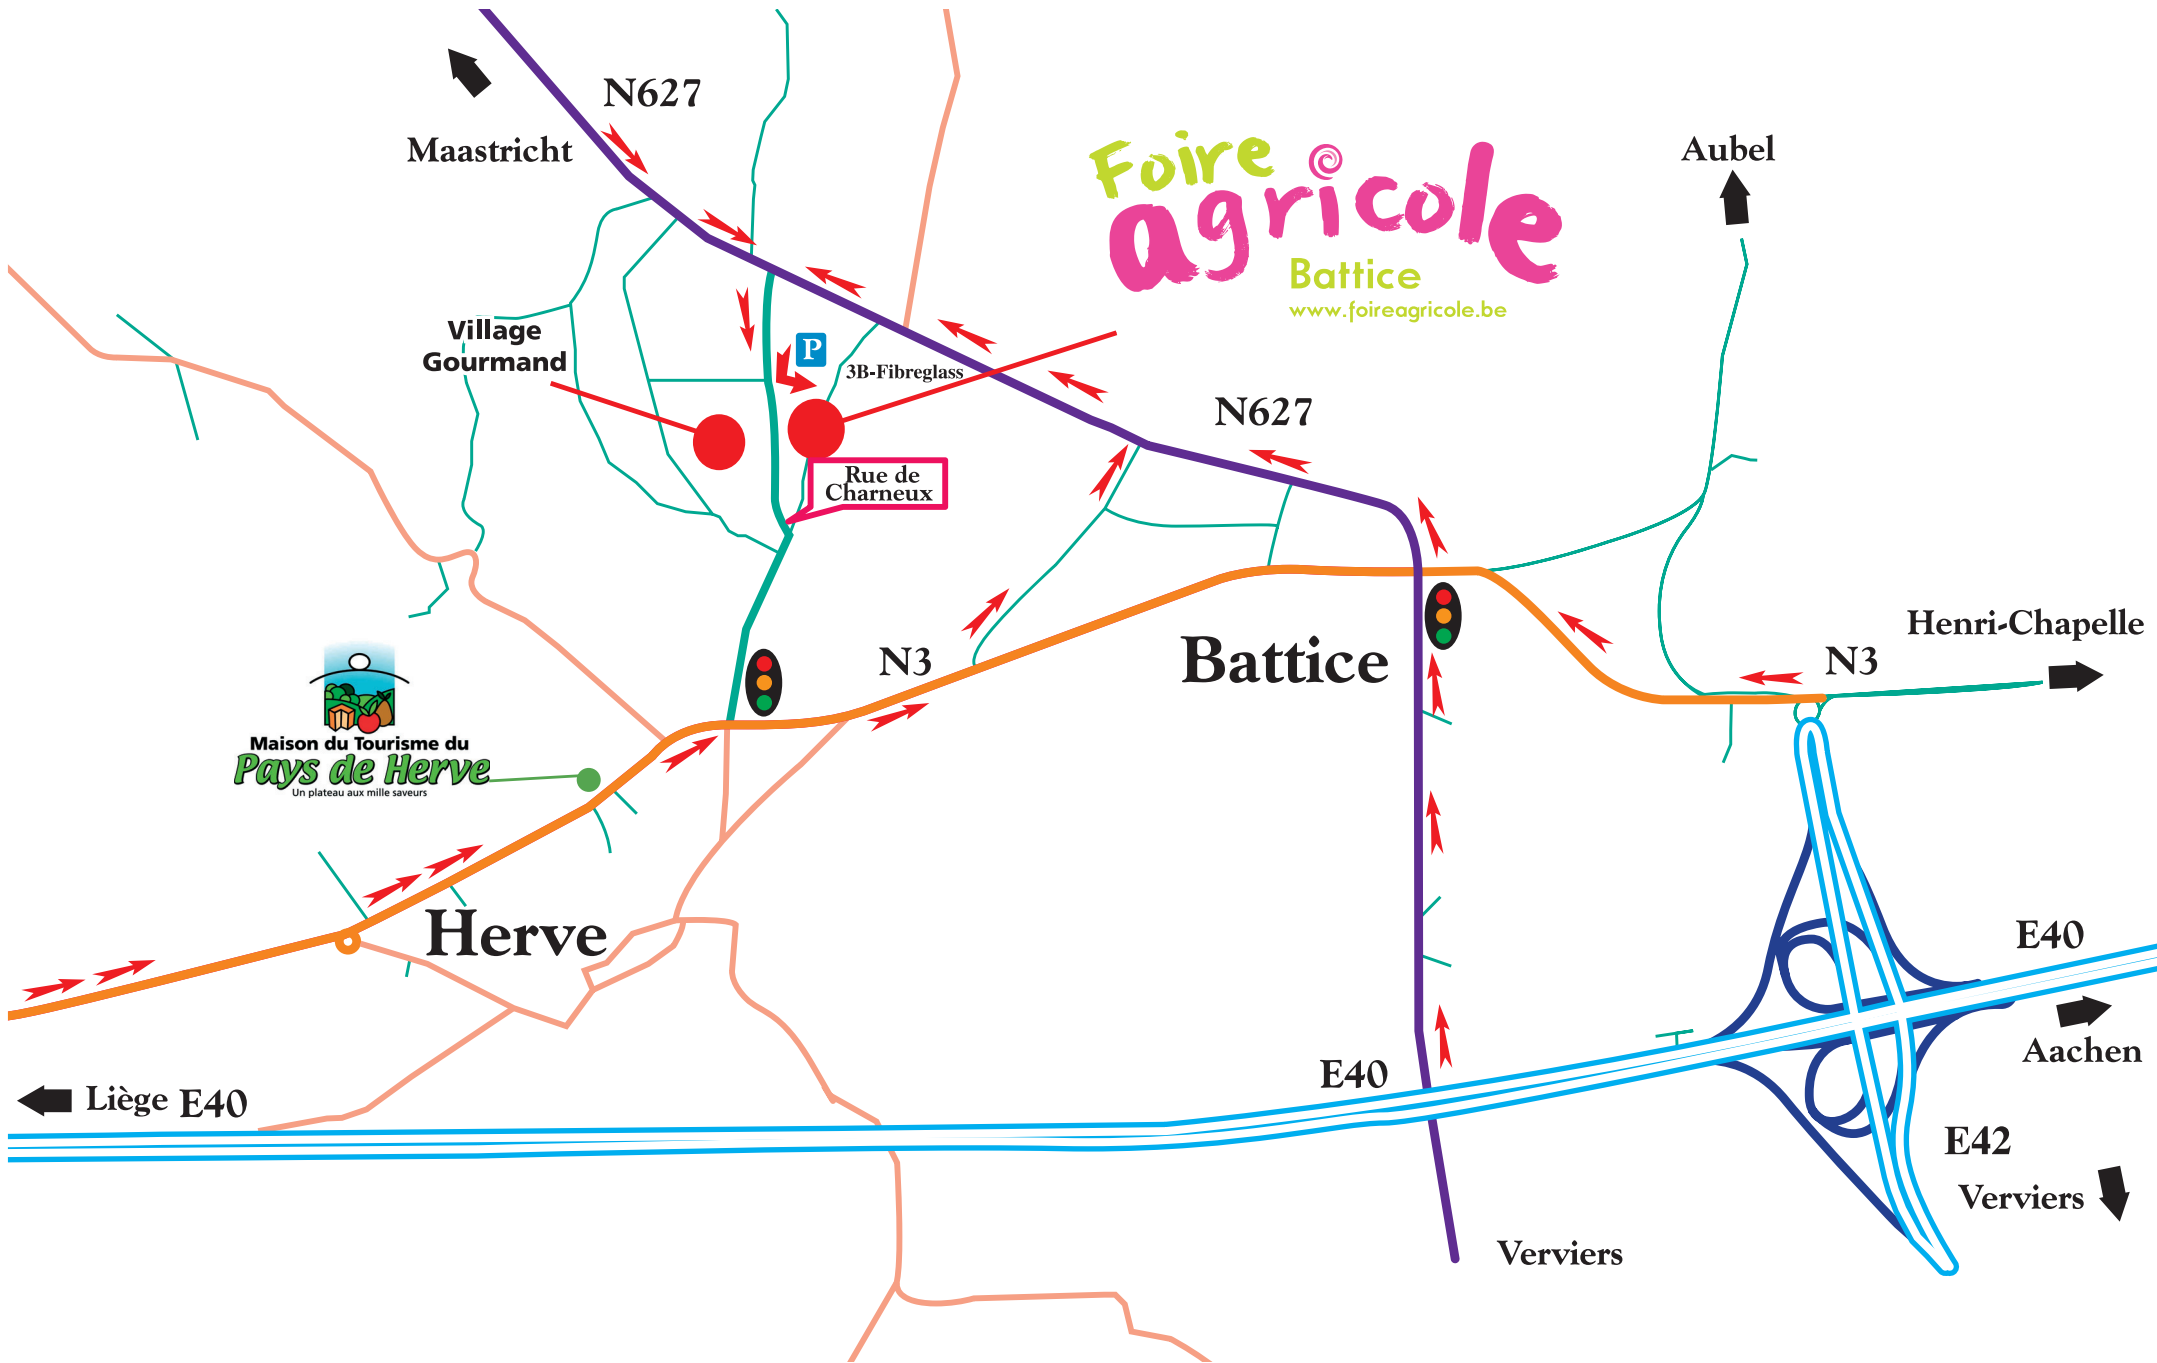 N627
Maastricht
Foire
agricole
Battice
www.foireagricole.be
Aubel
Village
Gourmand
P
3B-Fibreglass
N627
Rue de
Charneux
Henri-Chapelle
N3
N3
Battice
Maison du Tourisme du
Pays de Herve
Un plateau aux mille saveurs
Herve
E40
Aachen
E40
Liège E40
E42
Verviers
Verviers